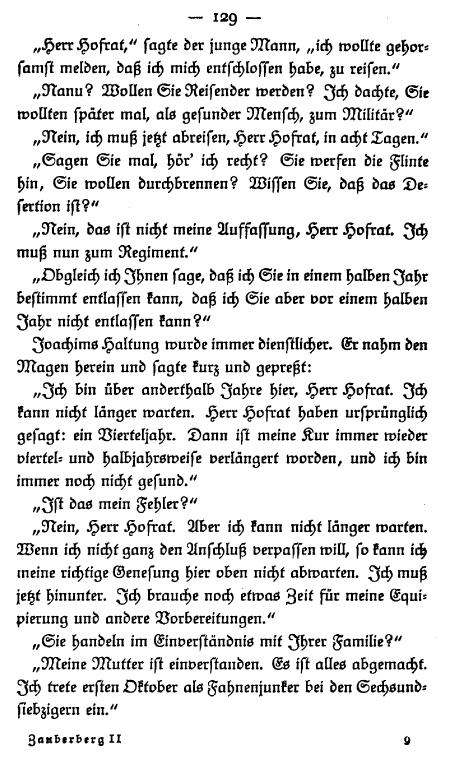 — 129 —
„Herr Hofrat,“ sagte der junge Mann, „ich wollte gehor-
samst melden, daß ich mich entschlossen habe, zu reisen.“
„Nanu? Wollen Sie Reisender werden? Ich dachte, Sie
wollten später mal, als gesunder Mensch, zum Militär?“
„Nein, ich muß jetzt abreisen, Herr Hofrat, in acht Tagen.“
„Sagen Sie mal, hör’ ich recht? Sie werfen die Flinte
hin, Sie wollen durchbrennen? Wissen Sie, daß das De-
sertion ist?“
„Nein, das ist nicht meine Auffassung, Herr Hofrat. Ich
muß nun zum Regiment.“
„Obgleich ich Ihnen sage, daß ich Sie in einem halben Jahr
bestimmt entlassen kann, daß ich Sie aber vor einem halben
Jahr nicht entlassen kann?“
Joachims Haltung wurde immer dienstlicher. Er nahm den
Magen herein und sagte kurz und gepreßt:
„Ich bin über anderthalb Jahre hier, Herr Hofrat. Ich
kann nicht länger warten. Herr Hofrat haben ursprünglich
gesagt: ein Vierteljahr. Dann ist meine Kur immer wieder
viertel- und halbjahrsweise verlängert worden, und ich bin
immer noch nicht gesund.“
„Ist das mein Fehler?“
„Nein, Herr Hofrat. Aber ich kann nicht länger warten.
Wenn ich nicht ganz den Anschluß verpassen will, so kann ich
meine richtige Genesung hier oben nicht abwarten. Ich muß
jetzt hinunter. Ich brauche noch etwas Zeit für meine Equi-
pierung und andere Vorbereitungen.“
„Sie handeln im Einverständnis mit Ihrer Familie?“
„Meine Mutter ist einverstanden. Es ist alles abgemacht.
Ich trete ersten Oktober als Fahnenjunker bei den Sechsund-
siebzigern ein.“
Zauberberg II 9